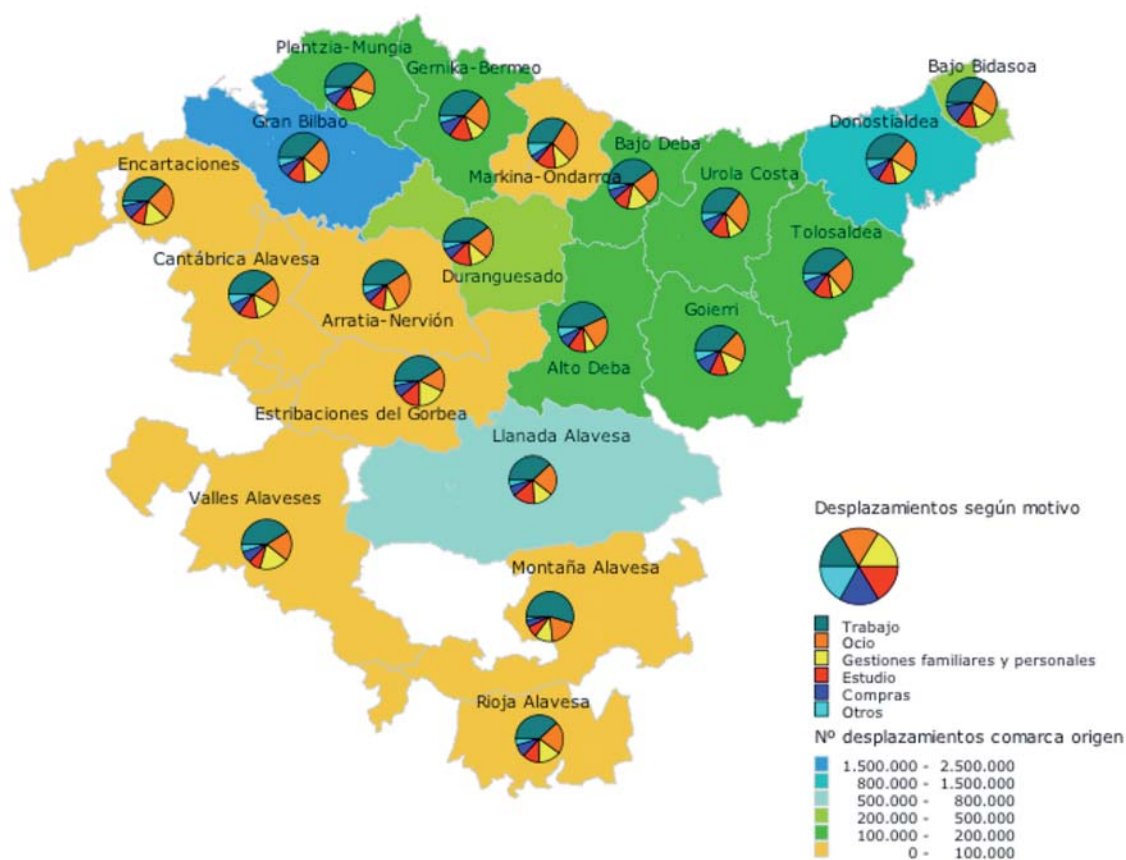 Plentzia-Mungia
Gernika-Bermeo
Bajo Bidasoa
Gran Bilbao
Donostialdea
Encartaciones
Bajo Deba
Markina-Ondarroa
Urola Costa
Tolosaldea
Cantábrica Alavesa
Duranguesado
Arratia-Nervión
Goierri
Alto Deba
Estribaciones del Gorbea
Llanada Alavesa
Valles Alaveses
Montaña Alavesa
Rioja Alavesa
Desplazamientos según motivo
Trabajo
Ocio
Gestiones familiares y personales
Estudio
Compras
Otros
Nº desplazamientos comarca origen
1.500.000 - 2.500.000
800.000 - 1.500.000
500.000 - 800.000
200.000 - 500.000
100.000 - 200.000
0 - 100.000